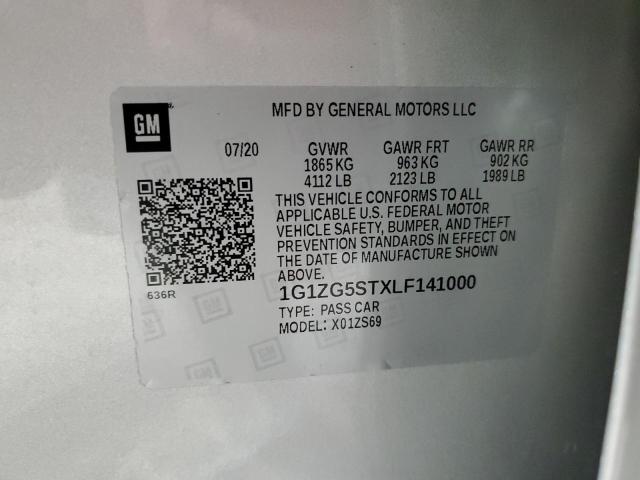 GM
MFD BY GENERAL MOTORS LLC
07/20 GVWR GAWR FRT GAWR RR
1865 KG 963 KG 902 KG
4112 LB 2123 LB 1989 LB
THIS VEHICLE CONFORMS TO ALL
APPLICABLE U.S. FEDERAL MOTOR
VEHICLE SAFETY, BUMPER, AND THEFT
PREVENTION STANDARDS IN EFFECT ON
THE DATE OF MANUFACTURE SHOWN
ABOVE.
636R
1G1ZG5STXLF141000
TYPE: PASS CAR
MODEL: X01ZS69